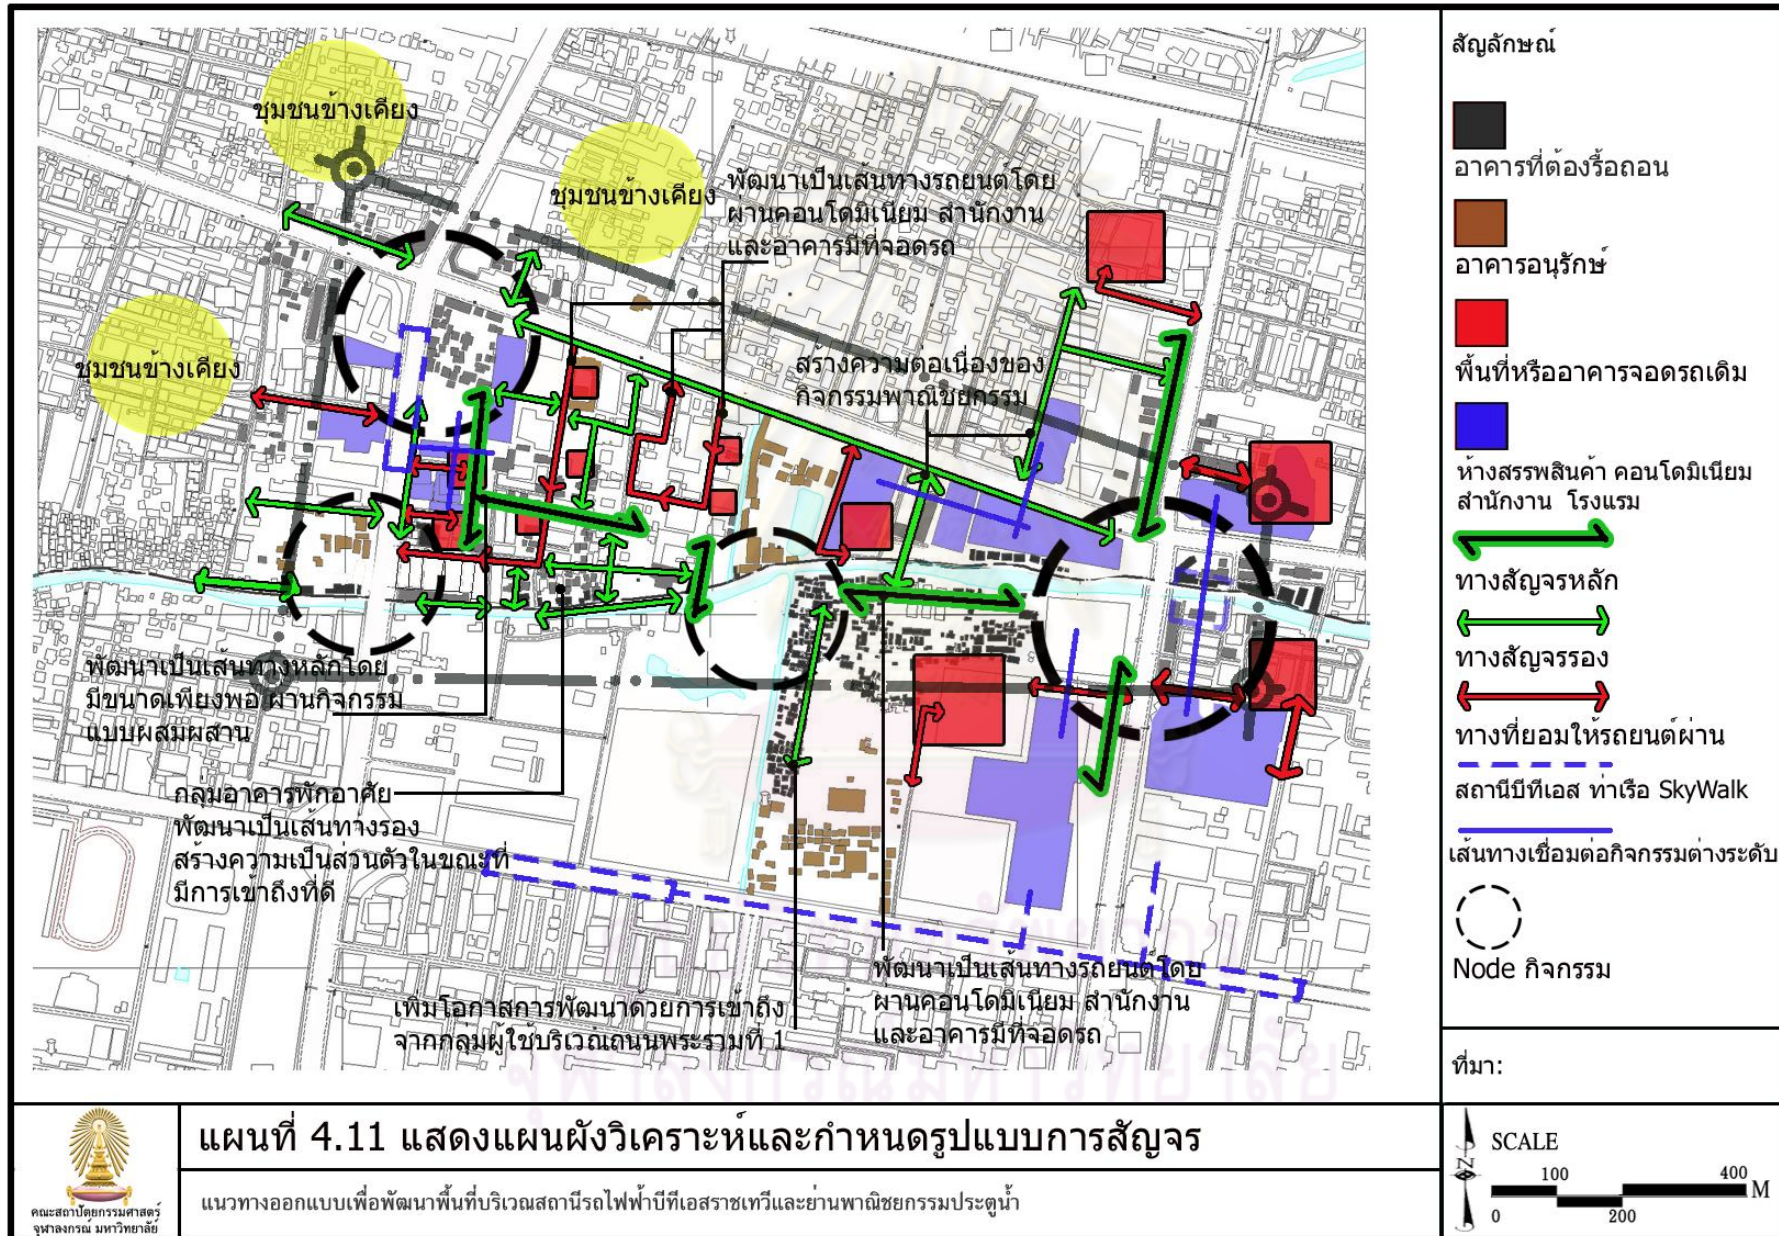 ชุมชนข้างเคียง
ชุมชนข้างเคียง
ชุมชนข้างเคียง
พัฒนาเป็นเส้นทางรถยนต์โดย
ผ่านคอนโดมิเนียม สำนักงาน
และอาคารมีที่จอดรถ
สร้างความต่อเนื่องของ
กิจกรรมพาณิชยกรรม
พัฒนาเป็นเส้นทางหลักโดย
มีขนาดเพียงพอ ผ่านกิจกรรม
แบบผสมผสาน
กลุ่มอาคารพักอาศัย
พัฒนาเป็นเส้นทางรอง
สร้างความเป็นส่วนตัวในขณะที่
มีการเข้าถึงที่ดี
เพิ่มโอกาสการพัฒนาด้วยการเข้าถึง
จากกลุ่มผู้ใช้บริเวณถนนพระรามที่ 1
พัฒนาเป็นเส้นทางรถยนต์โดย
ผ่านคอนโดมิเนียม สำนักงาน
และอาคารมีที่จอดรถ
จุฬาลงกรณ์มหาวิทยาลัย
สัญลักษณ์
อาคารที่ต้องรื้อถอน
อาคารอนุรักษ์
พื้นที่หรืออาคารจอดรถเดิม
ห้างสรรพสินค้า คอนโดมิเนียม
สำนักงาน โรงแรม
ทางสัญจรหลัก
ทางสัญจรรอง
ทางที่ยอมให้รถยนต์ผ่าน
สถานีบีทีเอส ท่าเรือ SkyWalk
เส้นทางเชื่อมต่อกิจกรรมต่างระดับ
Node กิจกรรม
ที่มา:
คณะสถาปัตยกรรมศาสตร์
จุฬาลงกรณ์ มหาวิทยาลัย
แผนที่ 4.11 แสดงแผนผังวิเคราะห์และกำหนดรูปแบบการสัญจร
แนวทางออกแบบเพื่อพัฒนาพื้นที่บริเวณสถานีรถไฟฟ้าบีทีเอสราชเทวีและย่านพาณิชยกรรมประตูน้ำ
N
SCALE
100 400
M
0 200